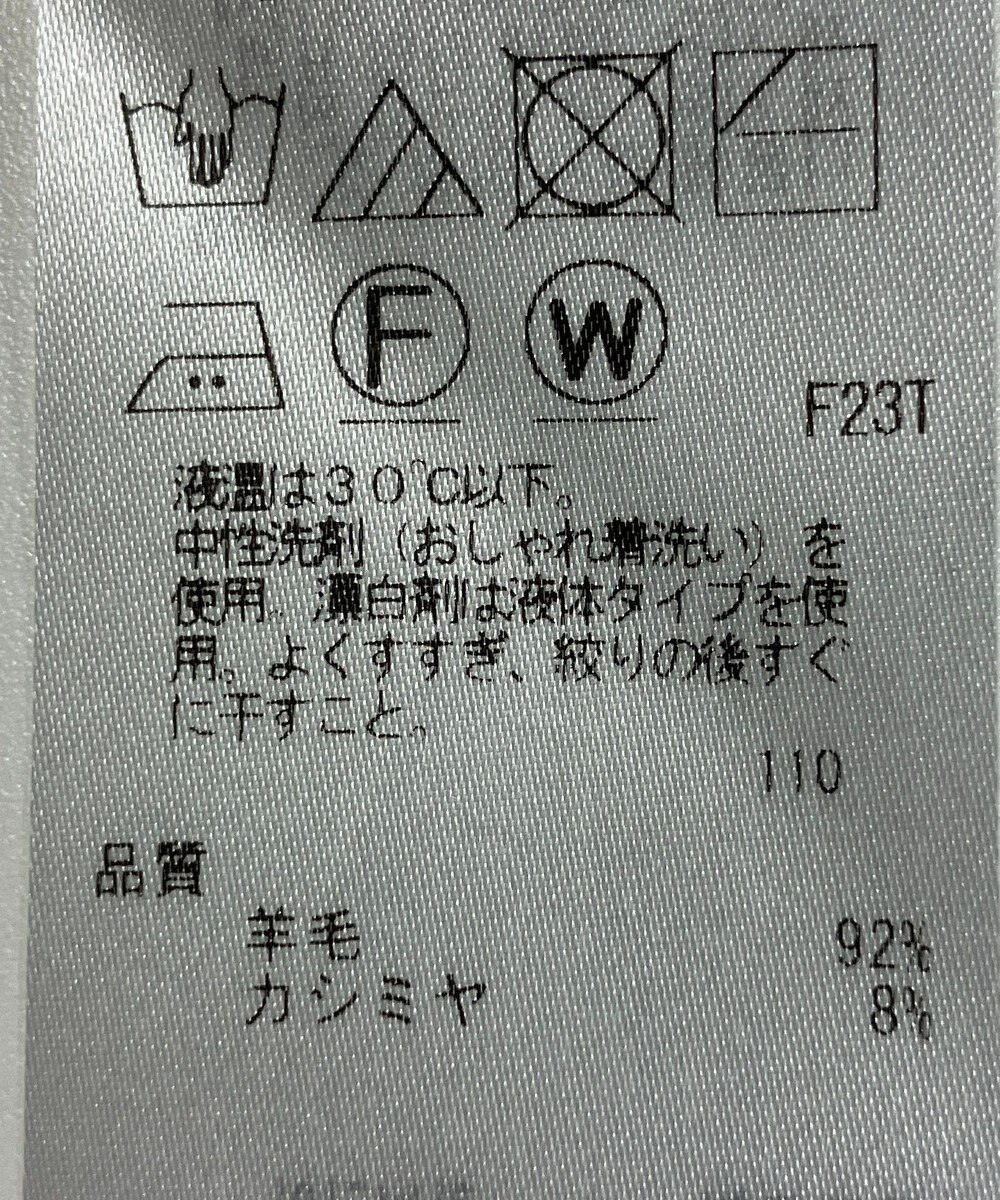 F
W
F23T
液温は30℃以下。
中性洗剤（おしゃれ着洗い）を
使用。漂白剤は液体タイプを使
用。よくすすぎ、絞りの後すぐ
に干すこと。
110
品質
羊毛 92%
カシミヤ 8%